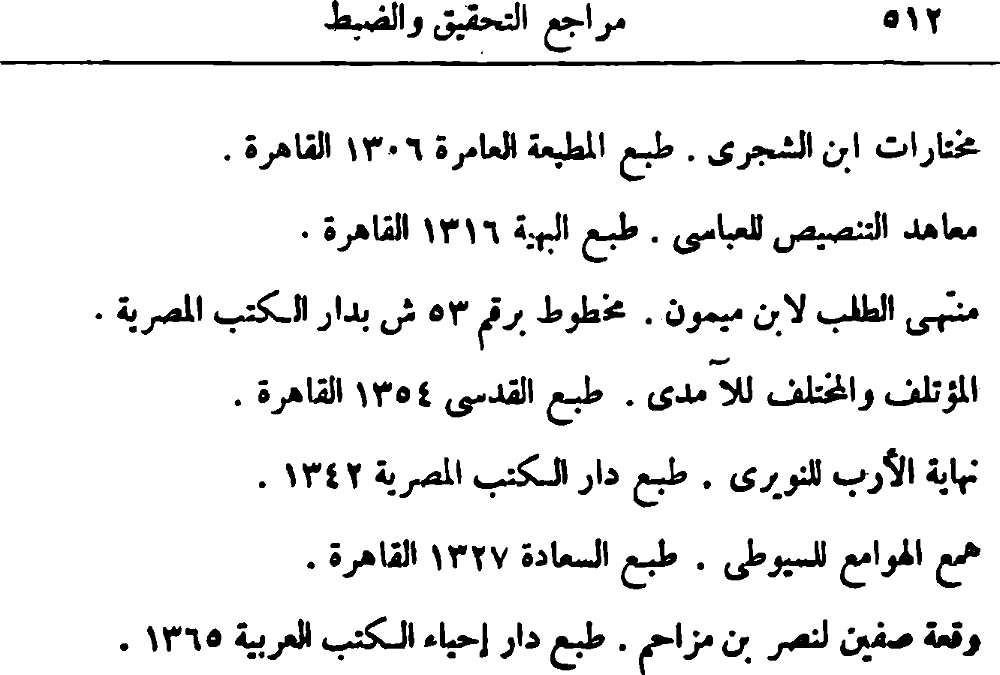 ٥١٢ مراجع التحقيق والضبط
مختارات ابن الشجرى . طبع المطبعة العامرة ١٣٠٦ القاهرة .
معاهد التنصيص للعباسى . طبع البهية ١٣١٦ القاهرة .
منتهى الطلب لابن ميمون . مخطوط برقم ٥٣ ش بدار الكتب المصرية .
المؤتلف والمختلف للآمدى . طبع القدسى ١٣٥٤ القاهرة .
نهاية الأرب للنويرى . طبع دار الكتب المصرية ١٣٤٢ .
همع الهوامع للسيوطى . طبع السعادة ١٣٢٧ القاهرة .
وقعة صفين لنصر بن مزاحم . طبع دار إحياء الكتب العربية ١٣٦٥ .